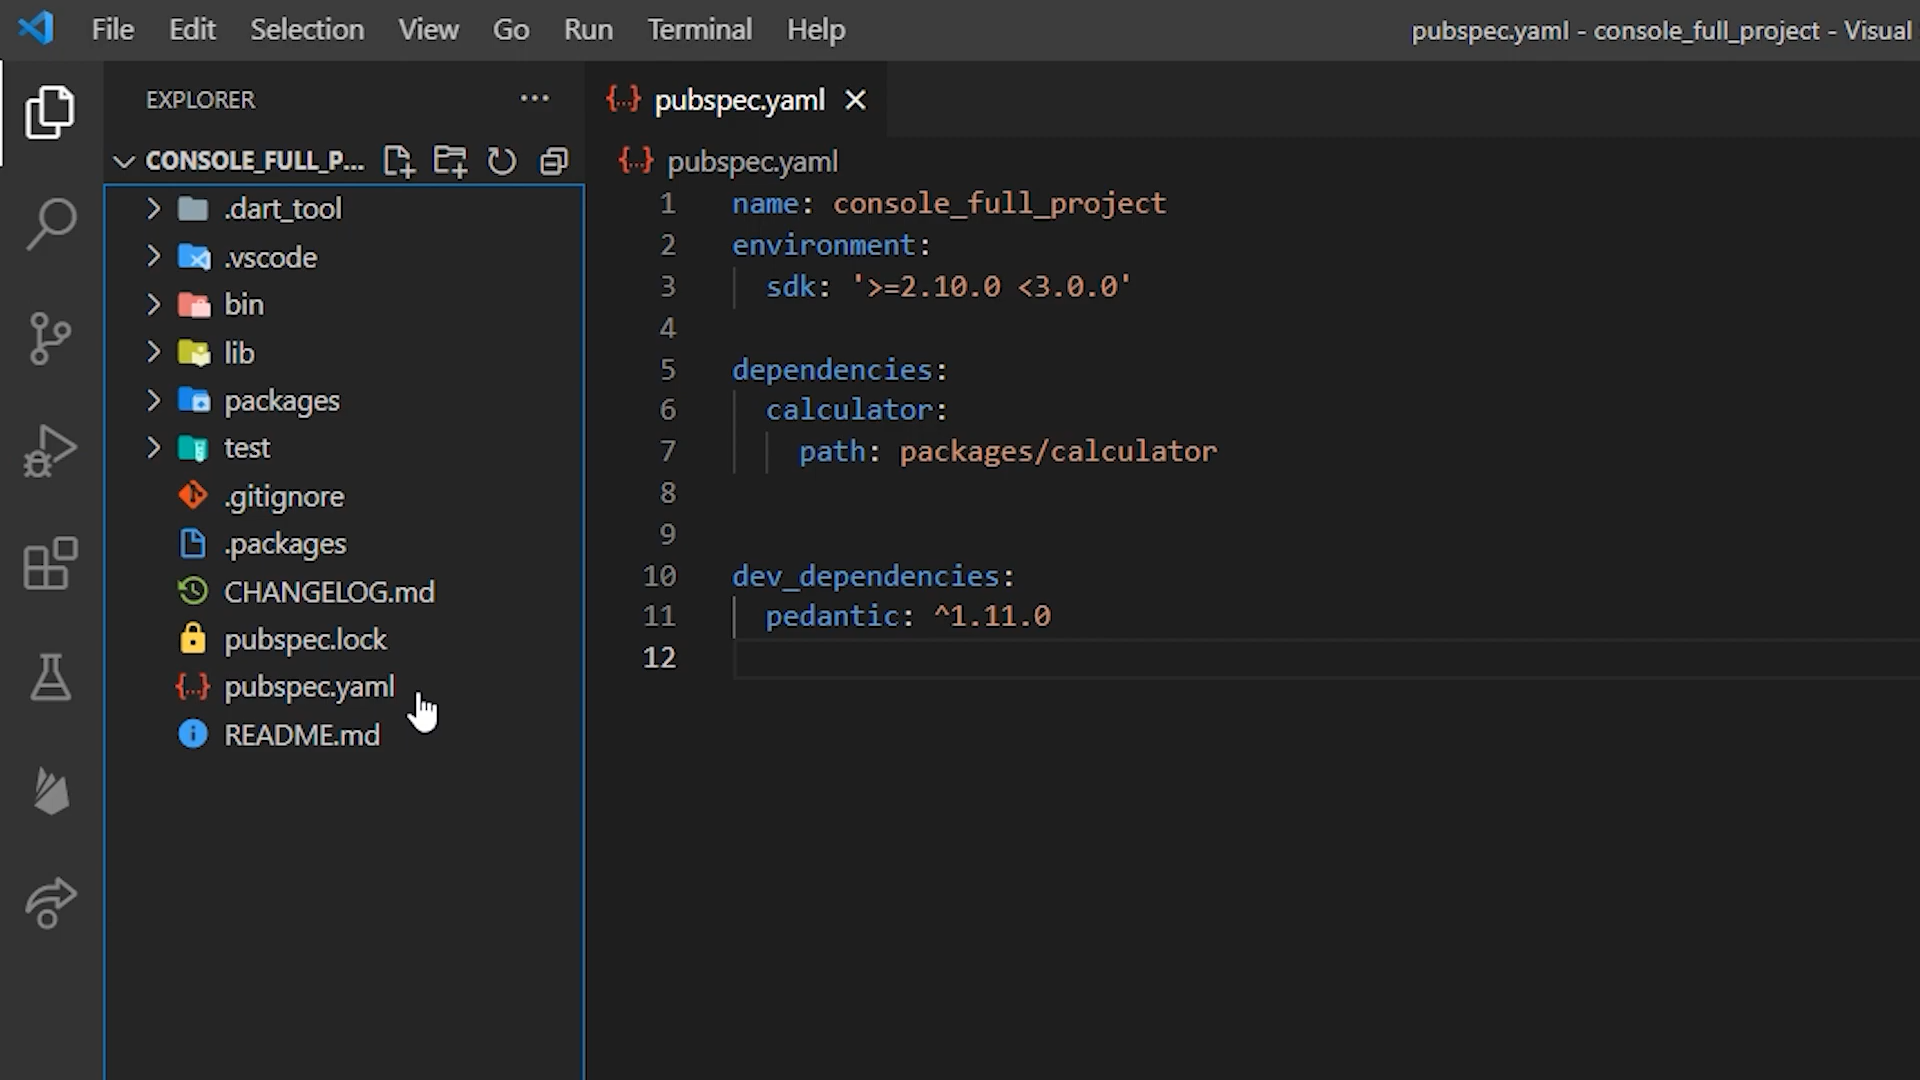 File Edit Selection View Go Run Terminal Help
pubspec.yaml - console_full_project - Visual
EXPLORER
CONSOLE_FULL_P...
.dart_tool
.vscode
bin
lib
packages
test
.gitignore
.packages
CHANGELOG.md
pubspec.lock
pubspec.yaml
README.md
pubspec.yaml
pubspec.yaml
1 name: console_full_project
2 environment:
3   sdk: '>=2.10.0 <3.0.0'
4
5 dependencies:
6   calculator:
7     path: packages/calculator
8
9
10 dev_dependencies:
11   pedantic: ^1.11.0
12